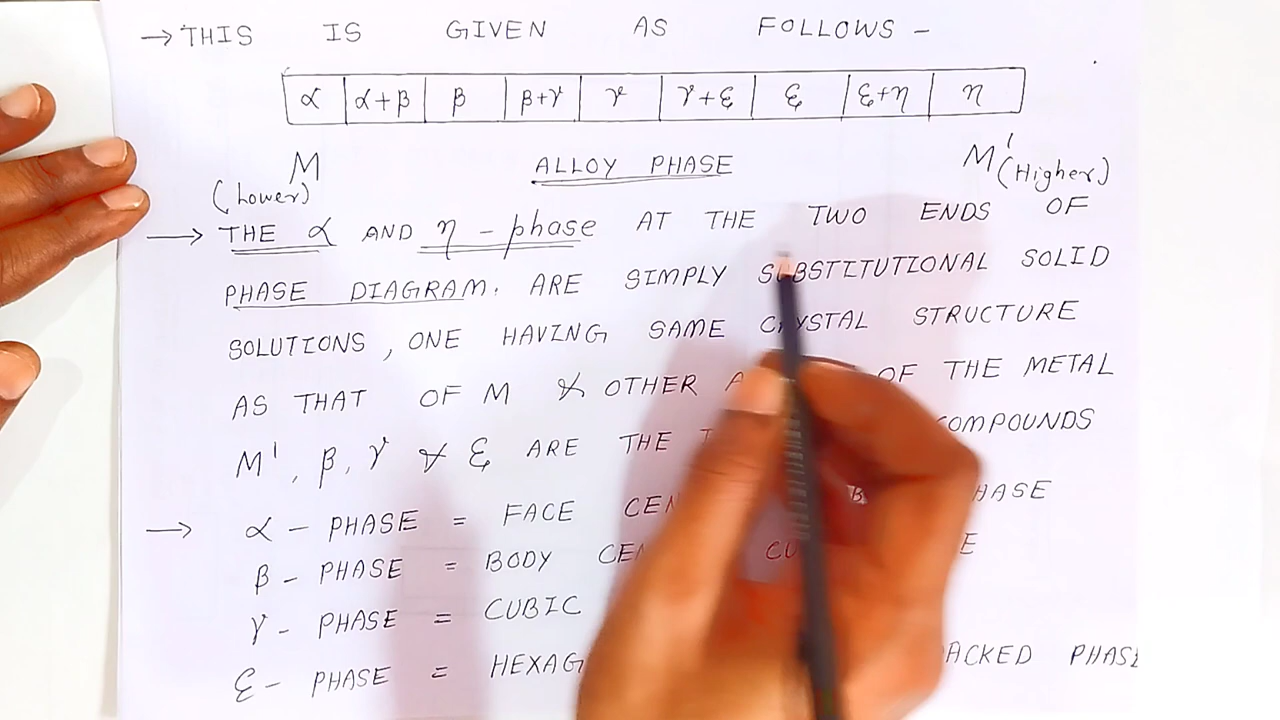 → THIS IS GIVEN AS FOLLOWS -
α | α+β | β | β+γ | γ | γ+ε | ε | ε+η | η
M ALLOY PHASE M' (Higher)
(Lower)
→ THE α AND η - phase AT THE TWO ENDS OF
PHASE DIAGRAM. ARE SIMPLY SUBSTITUTIONAL SOLID
SOLUTIONS, ONE HAVING SAME CRYSTAL STRUCTURE
AS THAT OF M & OTHER OF THE METAL
M', β, γ & ε ARE THE COMPOUNDS
→ α - PHASE = FACE PHASE
β - PHASE = BODY
γ - PHASE = CUBIC
ε - PHASE = PACKED PHASE